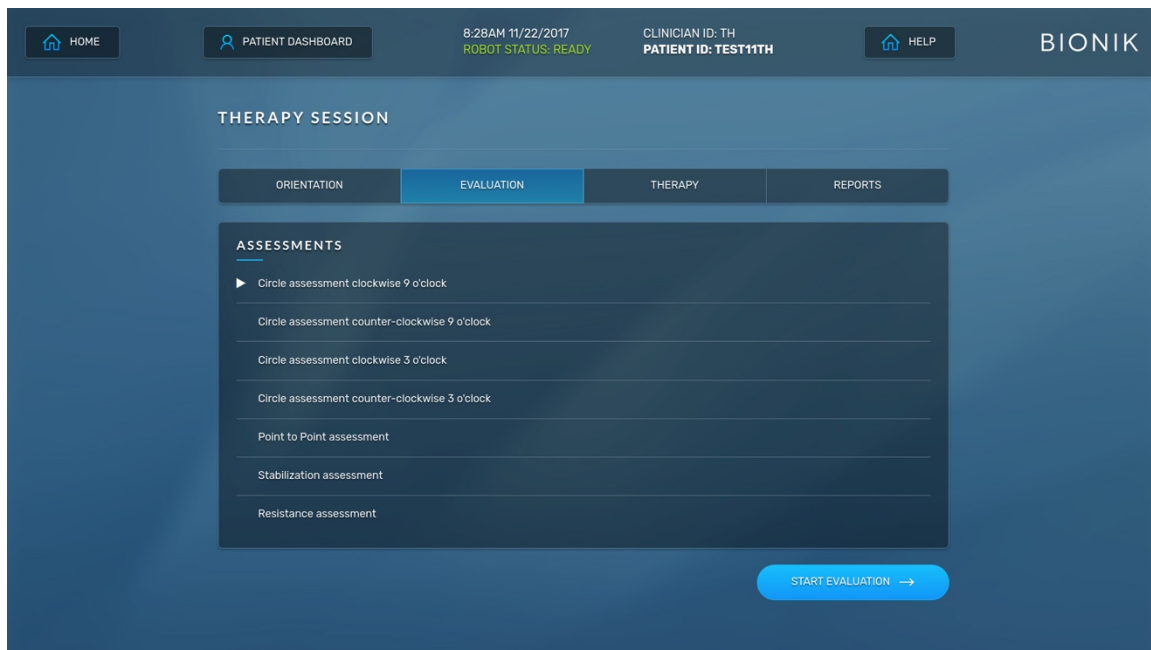 HOME
PATIENT DASHBOARD
8:28AM 11/22/2017
ROBOT STATUS: READY
CLINICIAN ID: TH
PATIENT ID: TEST11TH
HELP
BIONIK
THERAPY SESSION
ORIENTATION
EVALUATION
THERAPY
REPORTS
ASSESSMENTS
Circle assessment clockwise 9 o'clock
Circle assessment counter-clockwise 9 o'clock
Circle assessment clockwise 3 o'clock
Circle assessment counter-clockwise 3 o'clock
Point to Point assessment
Stabilization assessment
Resistance assessment
START EVALUATION